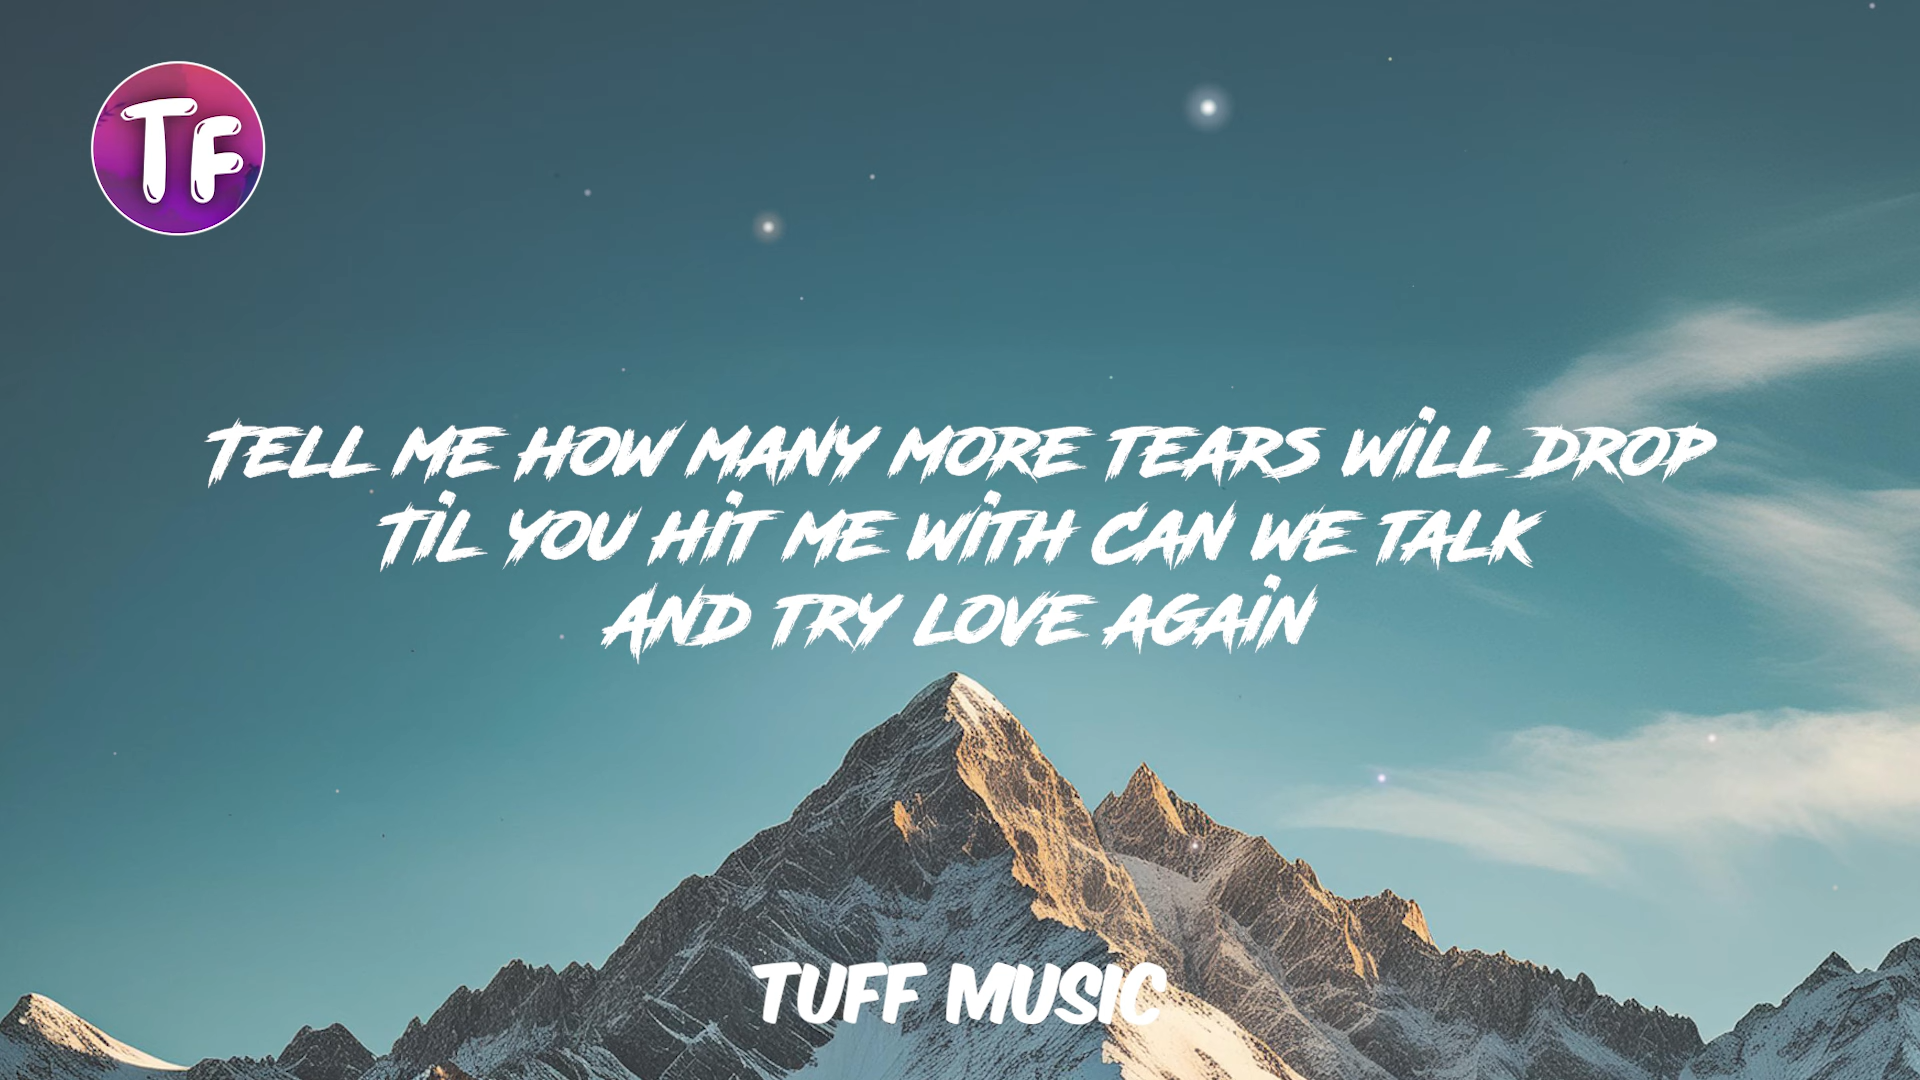 TF
TELL ME HOW MANY MORE TEARS WILL DROP
TIL YOU HIT ME WITH CAN WE TALK
AND TRY LOVE AGAIN
TUFF MUSIC